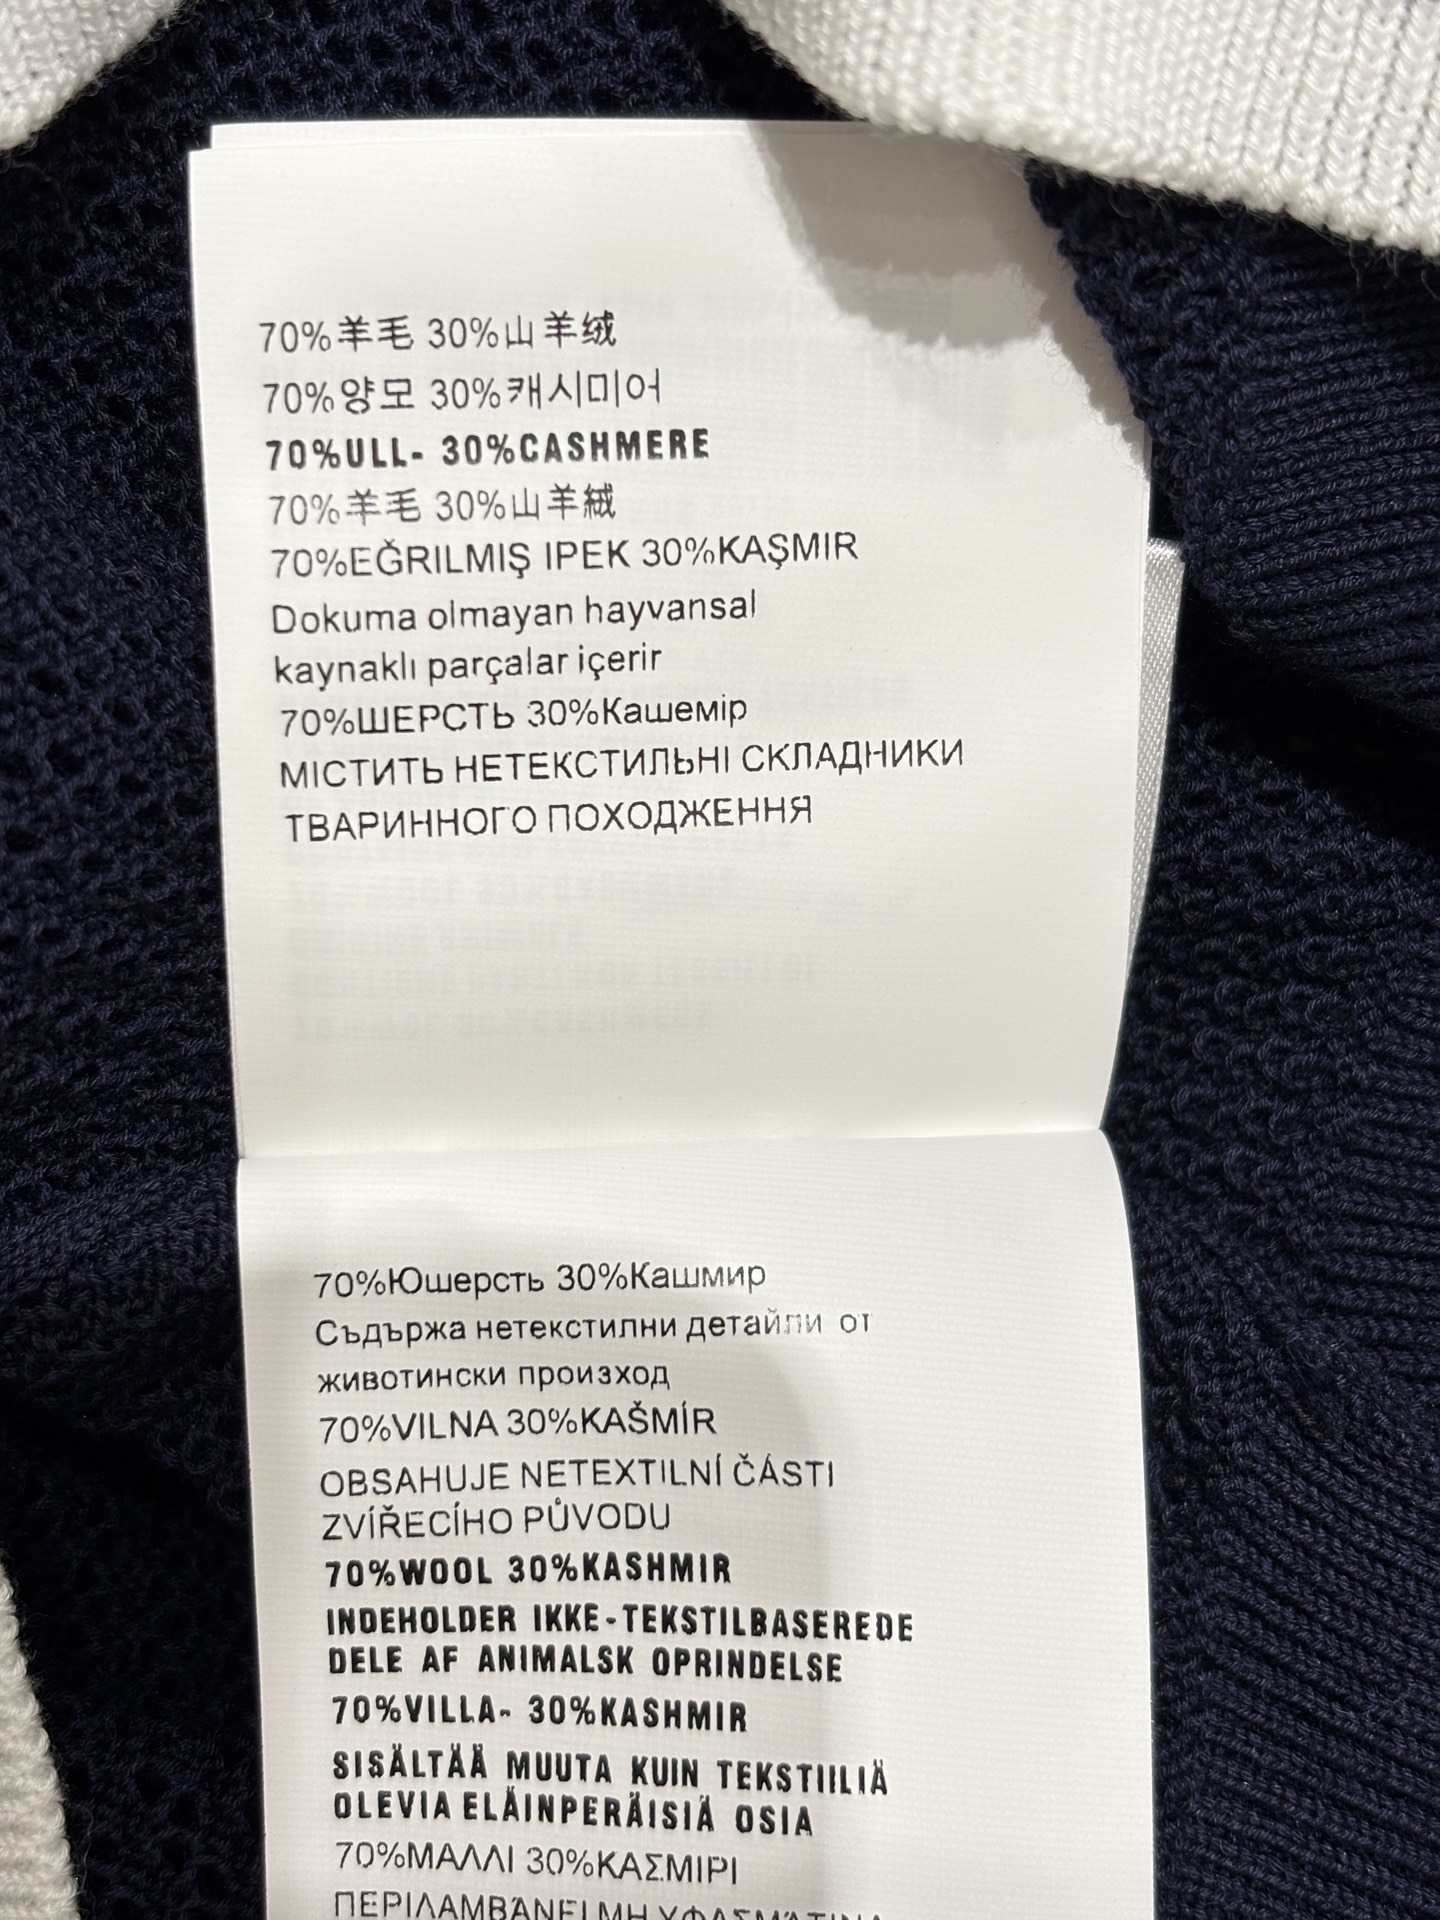 70%羊毛 30%山羊绒
70%양모 30%캐시미어
70%ULL- 30%CASHMERE
70%羊毛 30%山羊絨
70%EĞRILMIŞ IPEK 30%KAŞMIR
Dokuma olmayan hayvansal
kaynaklı parçalar içerir
70%ШЕРСТЬ 30%Кашемір
МІСТИТЬ НЕТЕКСТИЛЬНІ СКЛАДНИКИ
ТВАРИННОГО ПОХОДЖЕННЯ
70%Юшерсть 30%Кашмир
Съдържа нетекстилни детайли от
животински произход
70%VILNA 30%KAŠMÍR
OBSAHUJE NETEXTILNÍ ČÁSTI
ZVÍŘECÍHO PŮVODU
70%WOOL 30%KASHMIR
INDEHOLDER IKKE-TEKSTILBASEREDE
DELE AF ANIMALSK OPRINDELSE
70%VILLA- 30%KASHMIR
SISÄLTÄÄ MUUTA KUIN TEKSTIILIÄ
OLEVIA ELÄINPERÄISIÄ OSIA
70%ΜΑΛΛΙ 30%ΚΑΣΜΙΡΙ